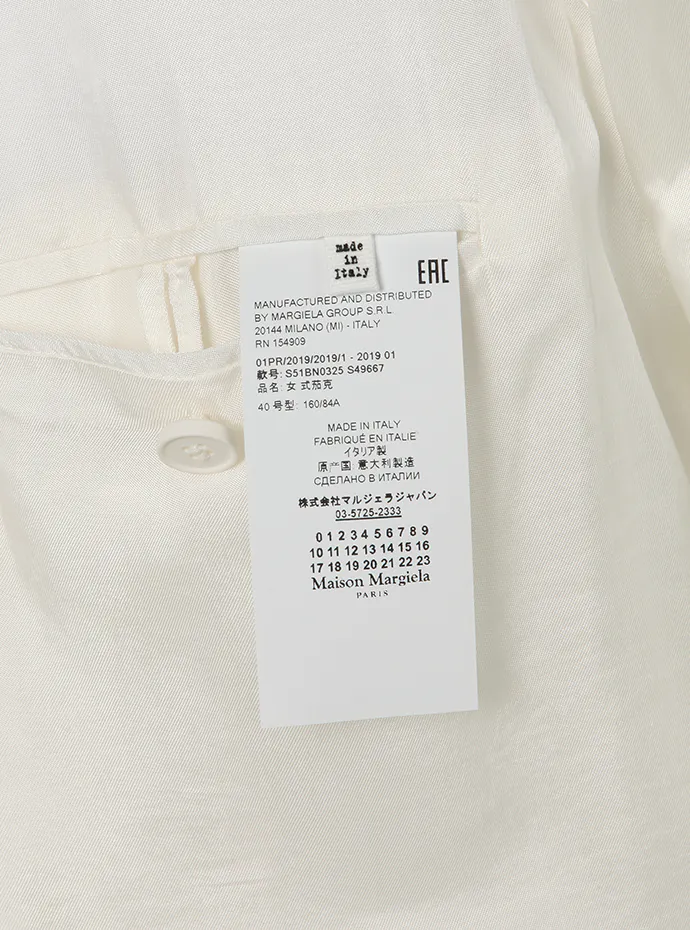 made
in
Italy
EAC
MANUFACTURED AND DISTRIBUTED
BY MARGIELA GROUP S.R.L
20144 MILANO (MI) - ITALY
RN 154909
01PR/2019/2019/1 - 2019 01
款号: S51BN0325 S49667
品名: 女 式茄克
40 号型: 160/84A
MADE IN ITALY
FABRIQUÉ EN ITALIE
イタリア製
原 国: 意大利製造
СДЕЛАНО В ИТАЛИИ
株式会社マルジェラジャパン
03-5725-2333
0 1 2 3 4 5 6 7 8 9
10 11 12 13 14 15 16
17 18 19 20 21 22 23
Maison Margiela
PARIS